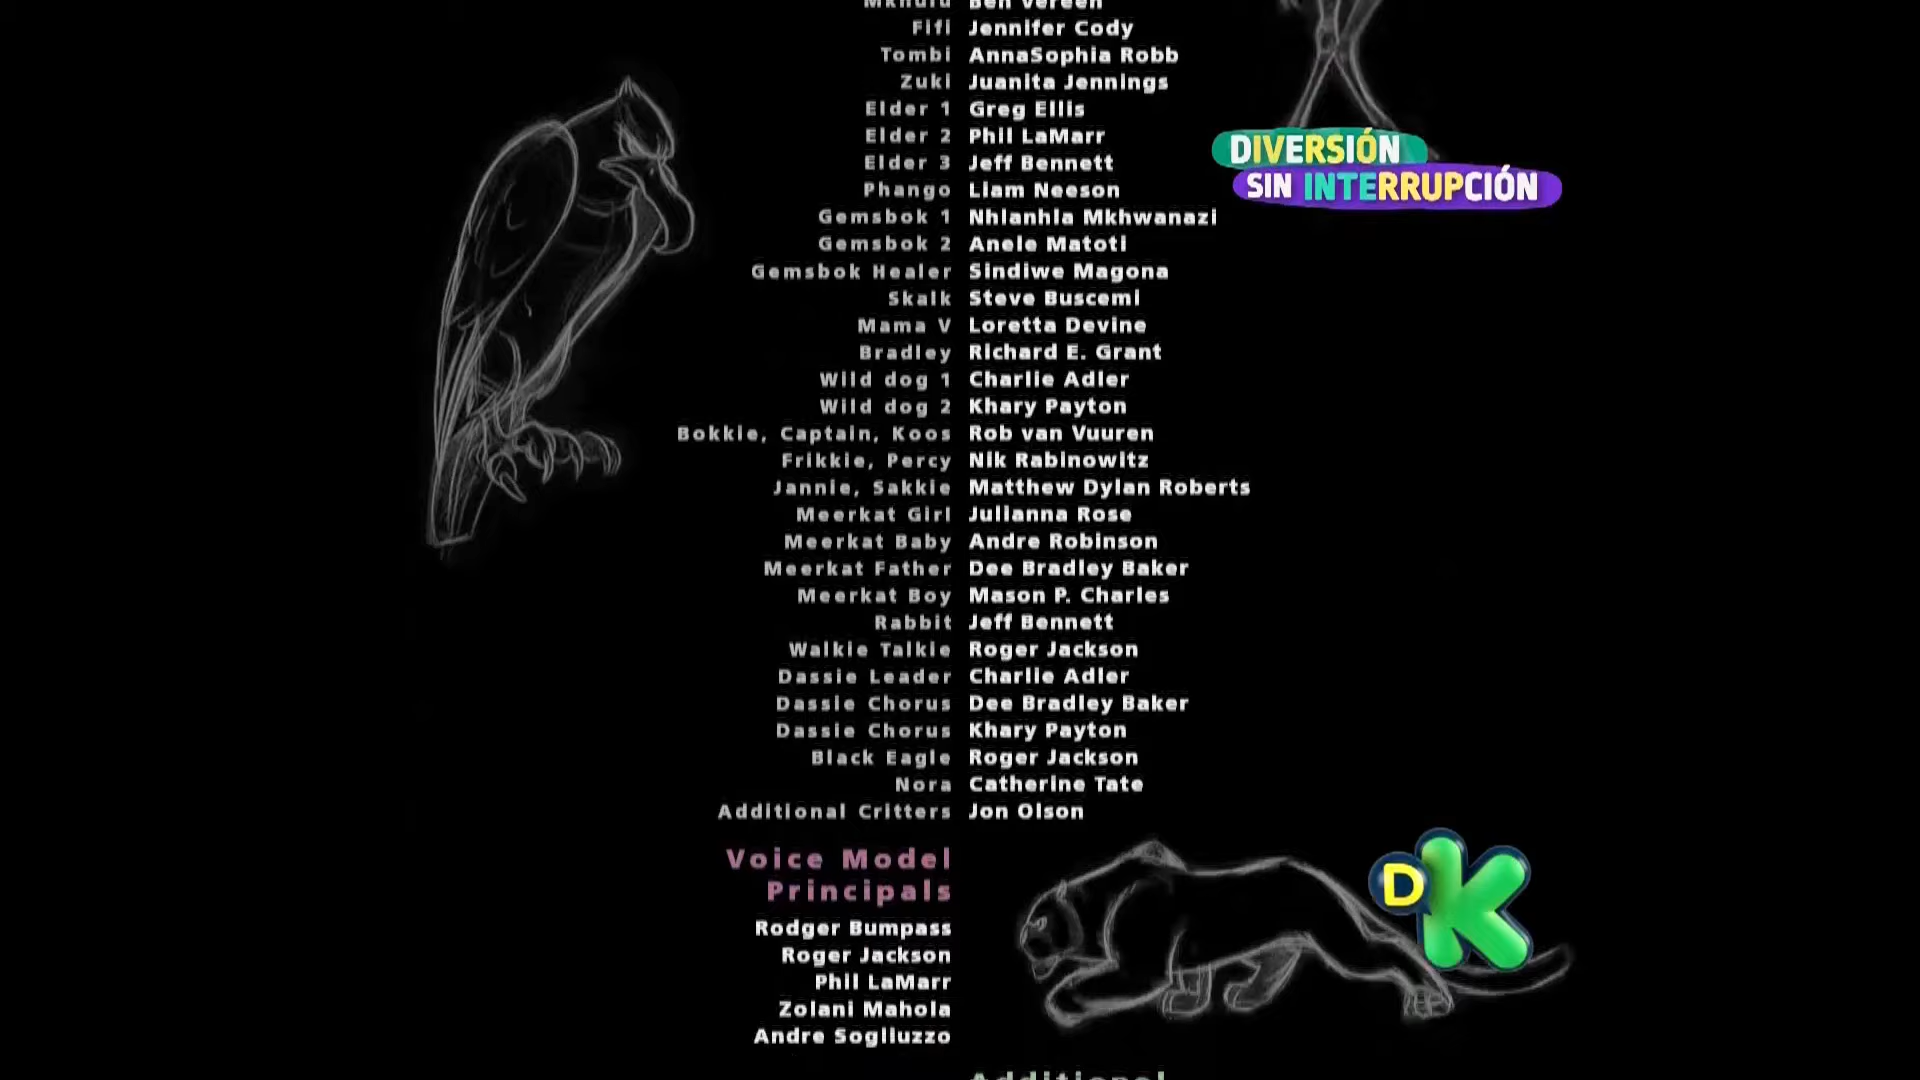 Mkhulu Ben Vereen
Fifi Jennifer Cody
Tombi AnnaSophia Robb
Zuki Juanita Jennings
Elder 1 Greg Ellis
Elder 2 Phil LaMarr
Elder 3 Jeff Bennett
Phango Liam Neeson
Gemsbok 1 Nhlanhla Mkhwanazi
Gemsbok 2 Anele Matoti
Gemsbok Healer Sindiwe Magona
Skalk Steve Buscemi
Mama V Loretta Devine
Bradley Richard E. Grant
Wild dog 1 Charlie Adler
Wild dog 2 Khary Payton
Bokkie, Captain, Koos Rob van Vuuren
Frikkie, Percy Nik Rabinowitz
Jannie, Sakkie Matthew Dylan Roberts
Meerkat Girl Julianna Rose
Meerkat Baby Andre Robinson
Meerkat Father Dee Bradley Baker
Meerkat Boy Mason P. Charles
Rabbit Jeff Bennett
Walkie Talkie Roger Jackson
Dassie Leader Charlie Adler
Dassie Chorus Dee Bradley Baker
Dassie Chorus Khary Payton
Black Eagle Roger Jackson
Nora Catherine Tate
Additional Critters Jon Olson
Voice Model
Principals
Rodger Bumpass
Roger Jackson
Phil LaMarr
Zolani Mahola
Andre Sogliuzzo
Additional
DIVERSIÓN
SIN INTERRUPCIÓN
DK